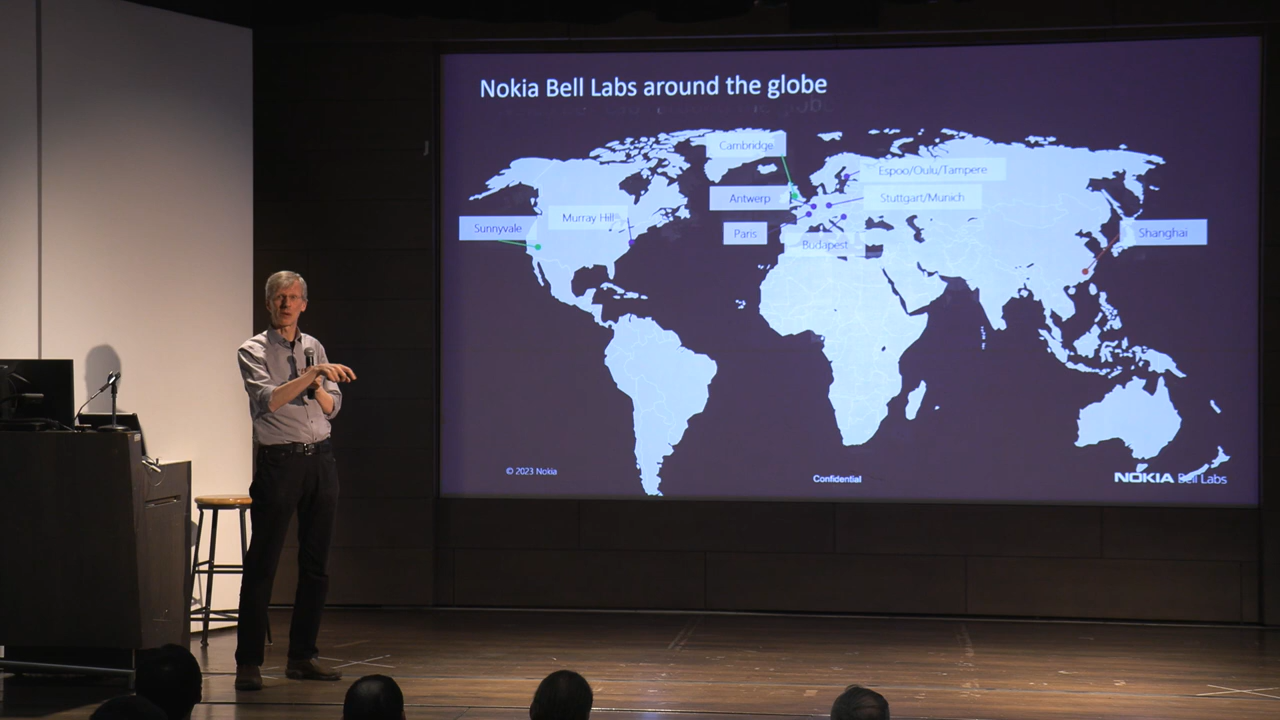 Nokia Bell Labs around the globe
Cambridge
Espoo/Oulu/Tampere
Antwerp
Stuttgart/Munich
Murray Hill
Sunnyvale
Paris
Shanghai
Budapest
© 2023 Nokia
Confidential
NOKIA Bell Labs